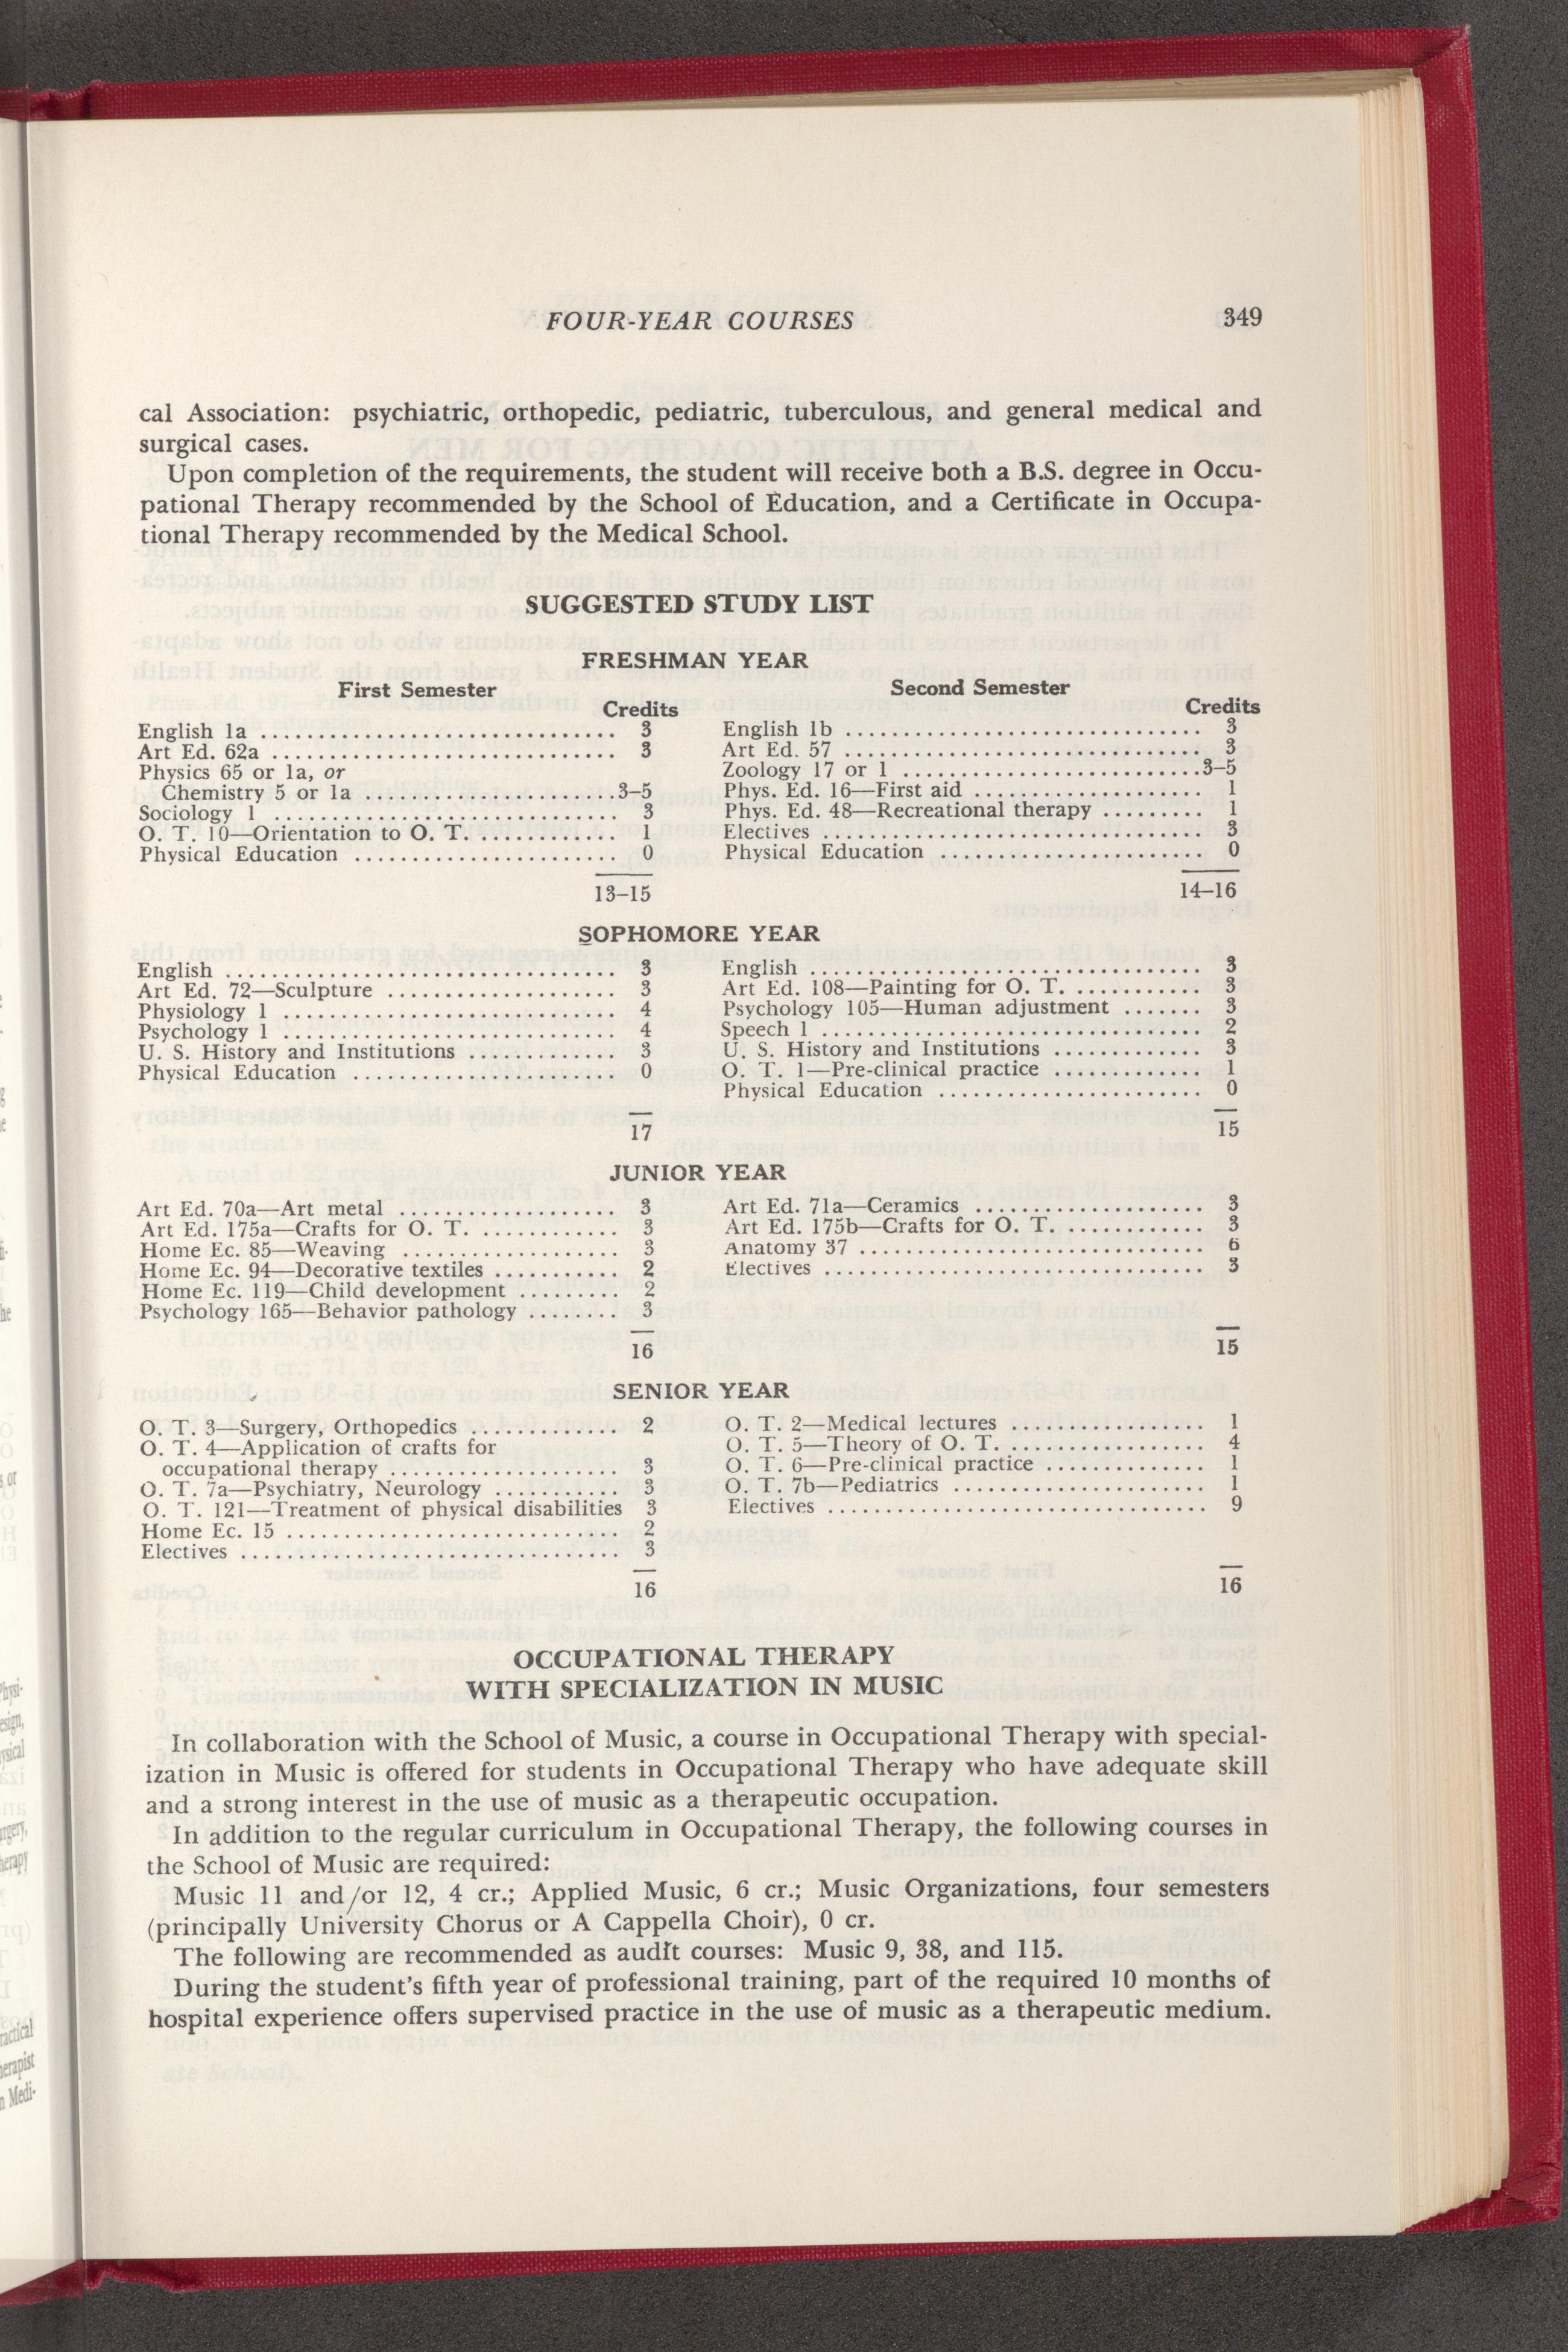 FOUR-YEAR COURSES 349
cal Association: psychiatric, orthopedic, pediatric, tuberculous, and general medical and
surgical cases.
Upon completion of the requirements, the student will receive both a B.S. degree in Occu-
pational Therapy recommended by the School of Education, and a Certificate in Occupa-
tional Therapy recommended by the Medical School.
SUGGESTED STUDY LIST
FRESHMAN YEAR
First Semester
Credits
English 1a .............................. 3
Art Ed. 62a .............................. 3
Physics 65 or 1a, or
Chemistry 5 or 1a ......................3–5
Sociology 1 .............................. 3
O. T. 10—Orientation to O. T. ............ 1
Physical Education ....................... 0
13–15
Second Semester
Credits
English 1b ............................... 3
Art Ed. 57 ............................... 3
Zoology 17 or 1 ..........................3–5
Phys. Ed. 16—First aid .................... 1
Phys. Ed. 48—Recreational therapy ......... 1
Electives ................................. 3
Physical Education ....................... 0
14–16
SOPHOMORE YEAR
English .................................. 3
Art Ed. 72—Sculpture .................... 3
Physiology 1 ............................. 4
Psychology 1 ............................. 4
U. S. History and Institutions ............. 3
Physical Education ....................... 0
17
English .................................. 3
Art Ed. 108—Painting for O. T. ........... 3
Psychology 105—Human adjustment ....... 3
Speech 1 ................................. 2
U. S. History and Institutions ............. 3
O. T. 1—Pre-clinical practice ............. 1
Physical Education ....................... 0
15
JUNIOR YEAR
Art Ed. 70a—Art metal ................... 3
Art Ed. 175a—Crafts for O. T. ............ 3
Home Ec. 85—Weaving ................... 3
Home Ec. 94—Decorative textiles ........... 2
Home Ec. 119—Child development ......... 2
Psychology 165—Behavior pathology ........ 3
16
Art Ed. 71a—Ceramics .................... 3
Art Ed. 175b—Crafts for O. T. ............ 3
Anatomy 37 .............................. 6
Electives ................................. 3
15
SENIOR YEAR
O. T. 3—Surgery, Orthopedics ............. 2
O. T. 4—Application of crafts for
occupational therapy .................... 3
O. T. 7a—Psychiatry, Neurology ........... 3
O. T. 121—Treatment of physical disabilities 3
Home Ec. 15 ............................. 2
Electives ................................. 3
16
O. T. 2—Medical lectures ................. 1
O. T. 5—Theory of O. T. ................. 4
O. T. 6—Pre-clinical practice .............. 1
O. T. 7b—Pediatrics ...................... 1
Electives ................................. 9
16
OCCUPATIONAL THERAPY
WITH SPECIALIZATION IN MUSIC
In collaboration with the School of Music, a course in Occupational Therapy with special-
ization in Music is offered for students in Occupational Therapy who have adequate skill
and a strong interest in the use of music as a therapeutic occupation.
In addition to the regular curriculum in Occupational Therapy, the following courses in
the School of Music are required:
Music 11 and/or 12, 4 cr.; Applied Music, 6 cr.; Music Organizations, four semesters
(principally University Chorus or A Cappella Choir), 0 cr.
The following are recommended as audit courses: Music 9, 38, and 115.
During the student's fifth year of professional training, part of the required 10 months of
hospital experience offers supervised practice in the use of music as a therapeutic medium.